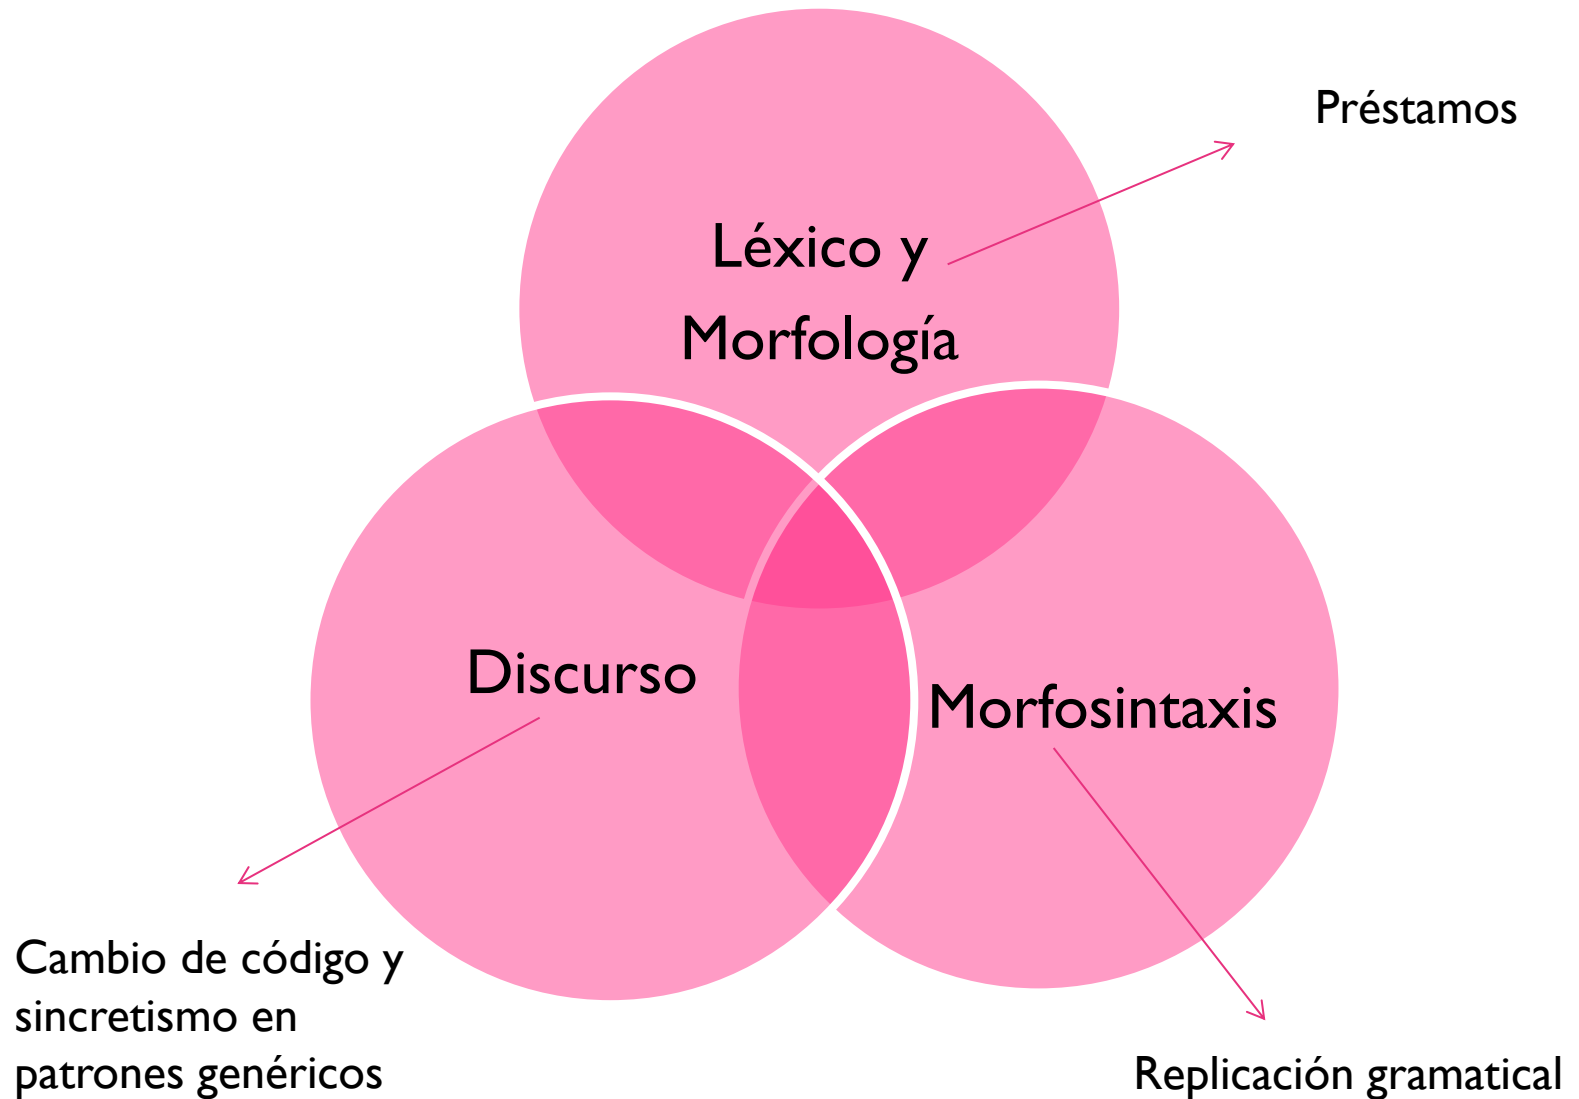 Préstamos
Léxico y
Morfología
Discurso
Morfosintaxis
Cambio de código y
sincretismo en
patrones genéricos
Replicación gramatical